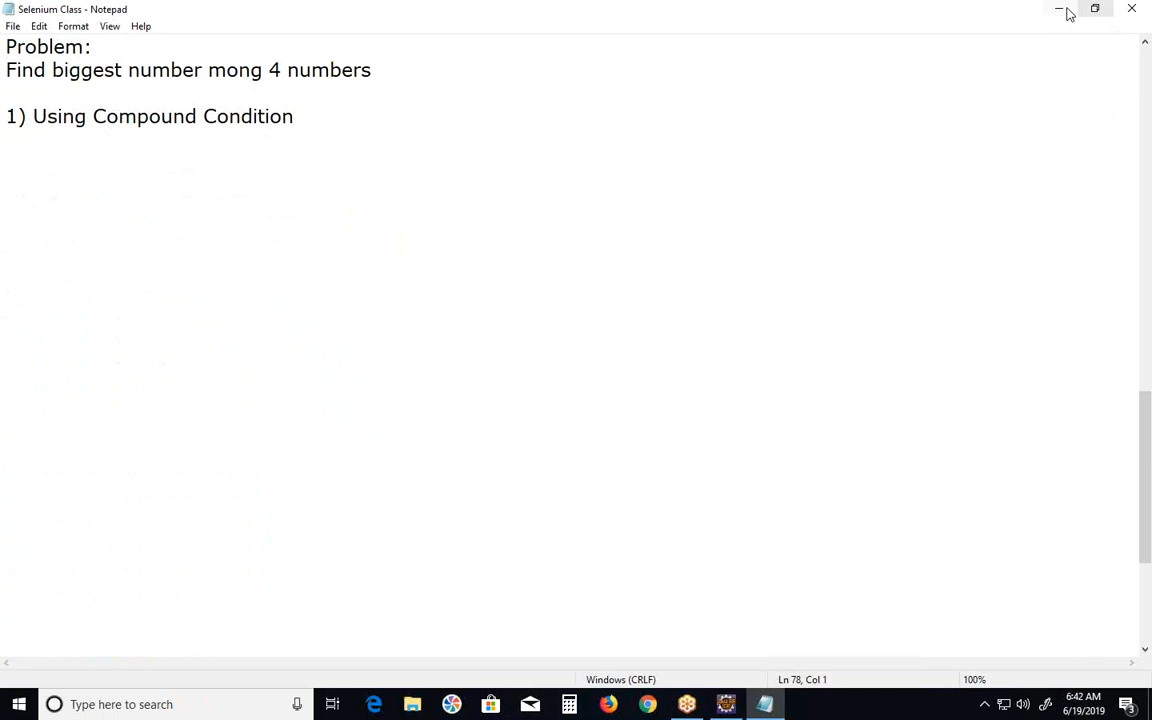 Selenium Class - Notepad
File Edit Format View Help
Problem:
Find biggest number mong 4 numbers
1) Using Compound Condition
Windows (CRLF) Ln 78, Col 1 100%
Type here to search
6:42 AM
6/19/2019
3